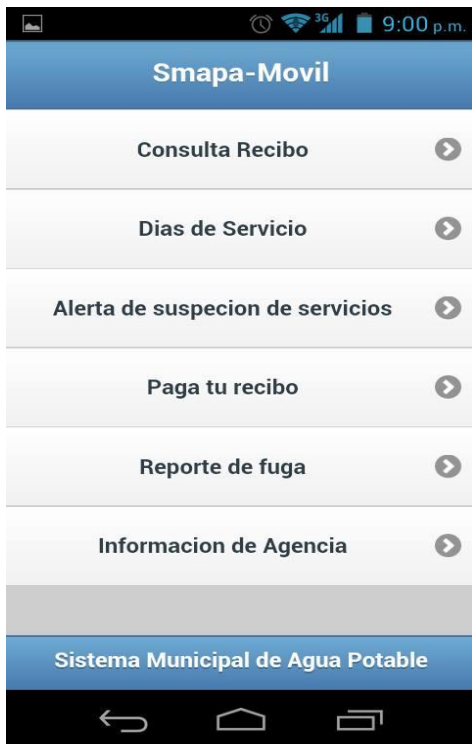 3G 9:00 p.m.
Smapa-Movil
Consulta Recibo
Dias de Servicio
Alerta de suspecion de servicios
Paga tu recibo
Reporte de fuga
Informacion de Agencia
Sistema Municipal de Agua Potable